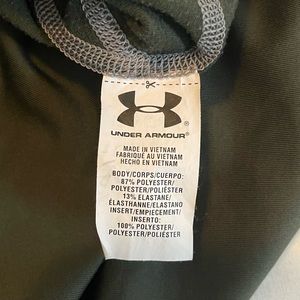 UNDER ARMOUR®
MADE IN VIETNAM
FABRIQUÉ AU VIETNAM
HECHO EN VIETNAM
BODY/CORPS/CUERPO:
87% POLYESTER/
POLYESTER/POLIÉSTER
13% ELASTANE/
ÉLASTHANNE/ELASTANO
INSERT/EMPIECEMENT/
INSERTO:
100% POLYESTER/
POLYESTER/POLIÉSTER